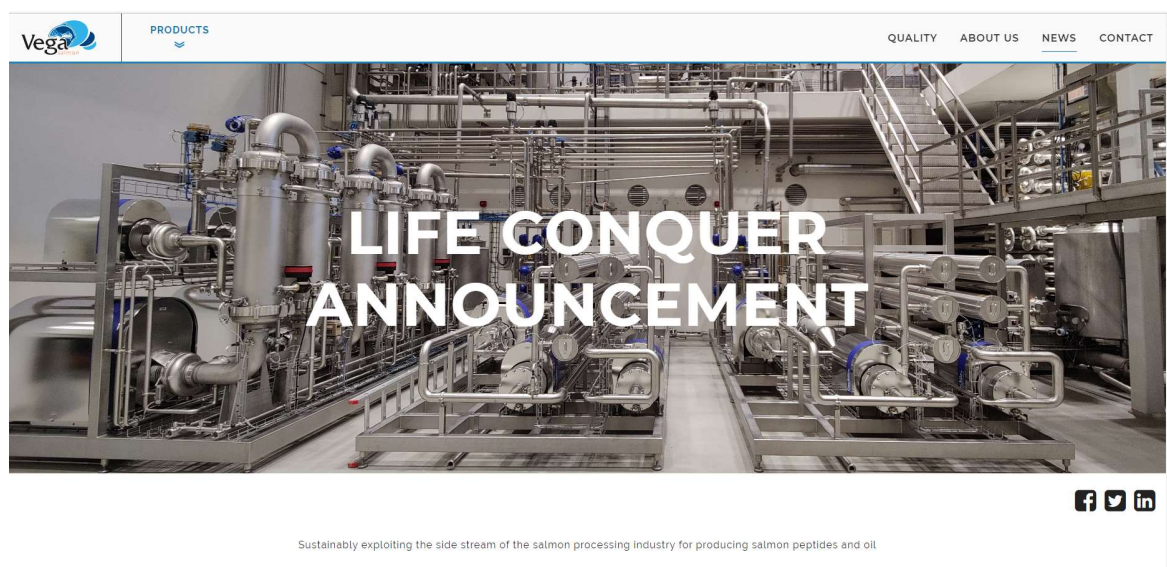 Vega
salmon
PRODUCTS
QUALITY
ABOUT US
NEWS
CONTACT
LIFE CONQUER
ANNOUNCEMENT
Sustainably exploiting the side stream of the salmon processing industry for producing salmon peptides and oil